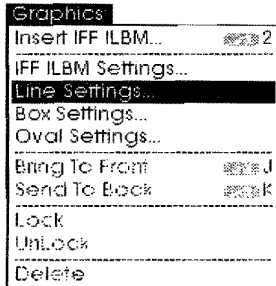 Graphics
Insert IFF ILBM... 2
IFF ILBM Settings...
Line Settings...
Box Settings...
Oval Settings...
Bring To Front J
Send To Back K
Lock
UnLock
Delete